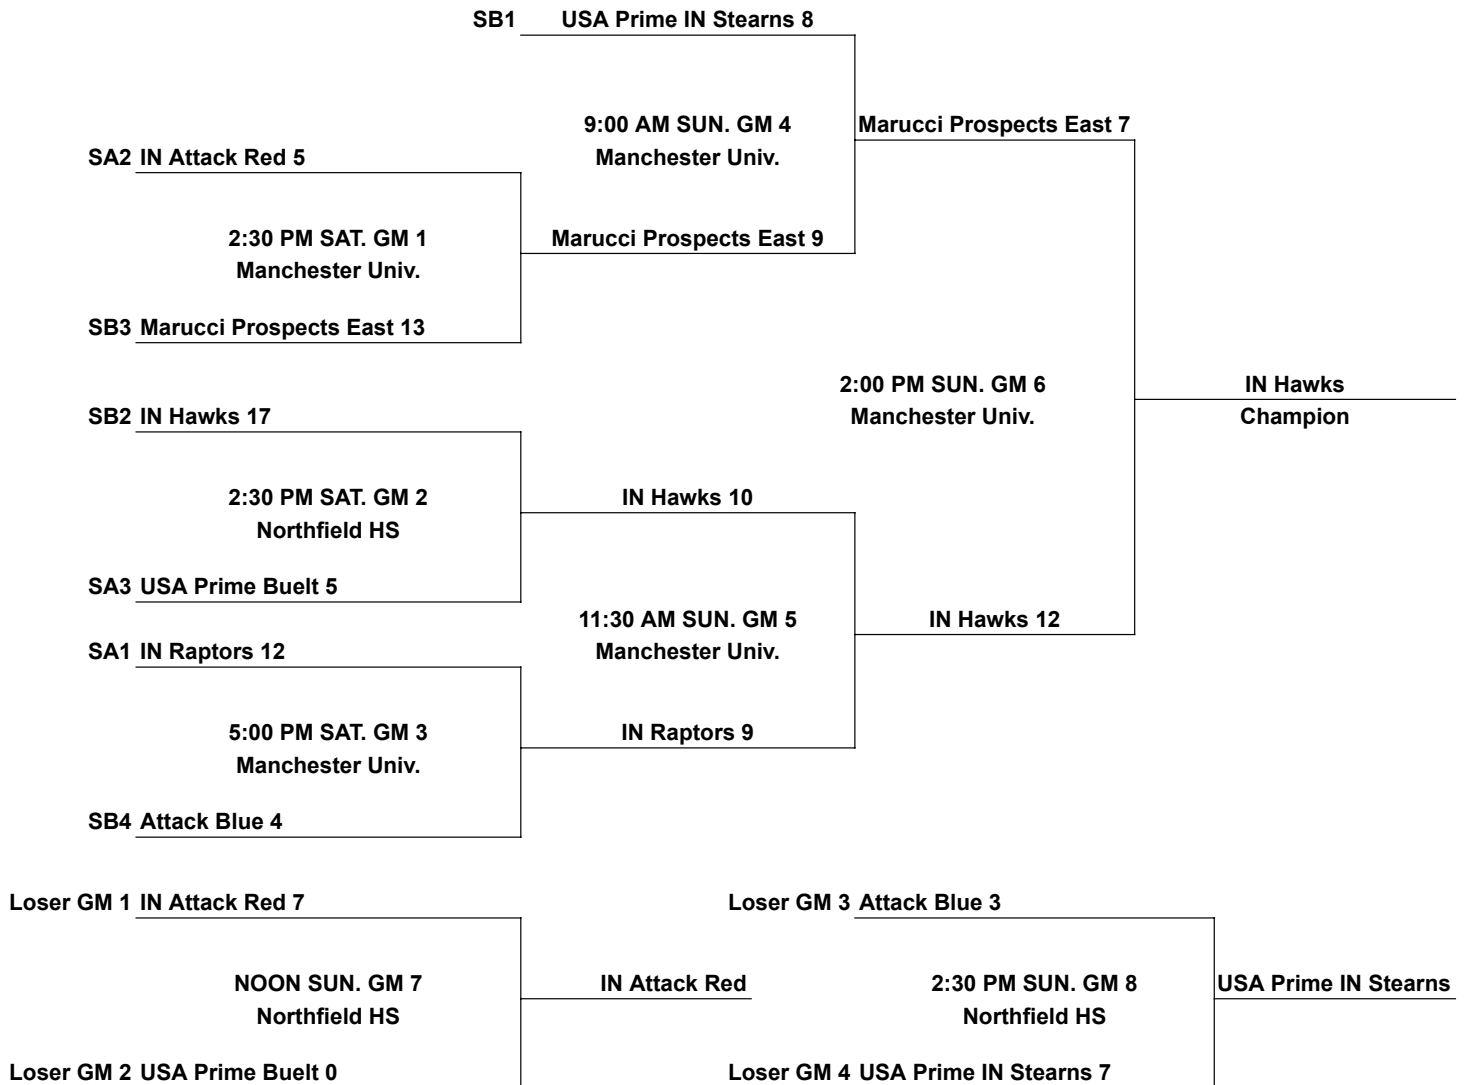 SB1 USA Prime IN Stearns 8
9:00 AM SUN. GM 4
Manchester Univ.
Marucci Prospects East 7
SA2 IN Attack Red 5
2:30 PM SAT. GM 1
Manchester Univ.
Marucci Prospects East 9
SB3 Marucci Prospects East 13
2:00 PM SUN. GM 6
Manchester Univ.
IN Hawks
Champion
SB2 IN Hawks 17
2:30 PM SAT. GM 2
Northfield HS
IN Hawks 10
SA3 USA Prime Buelt 5
11:30 AM SUN. GM 5
Manchester Univ.
IN Hawks 12
SA1 IN Raptors 12
5:00 PM SAT. GM 3
Manchester Univ.
IN Raptors 9
SB4 Attack Blue 4
Loser GM 1 IN Attack Red 7
NOON SUN. GM 7
Northfield HS
IN Attack Red
Loser GM 2 USA Prime Buelt 0
Loser GM 3 Attack Blue 3
2:30 PM SUN. GM 8
Northfield HS
USA Prime IN Stearns
Loser GM 4 USA Prime IN Stearns 7